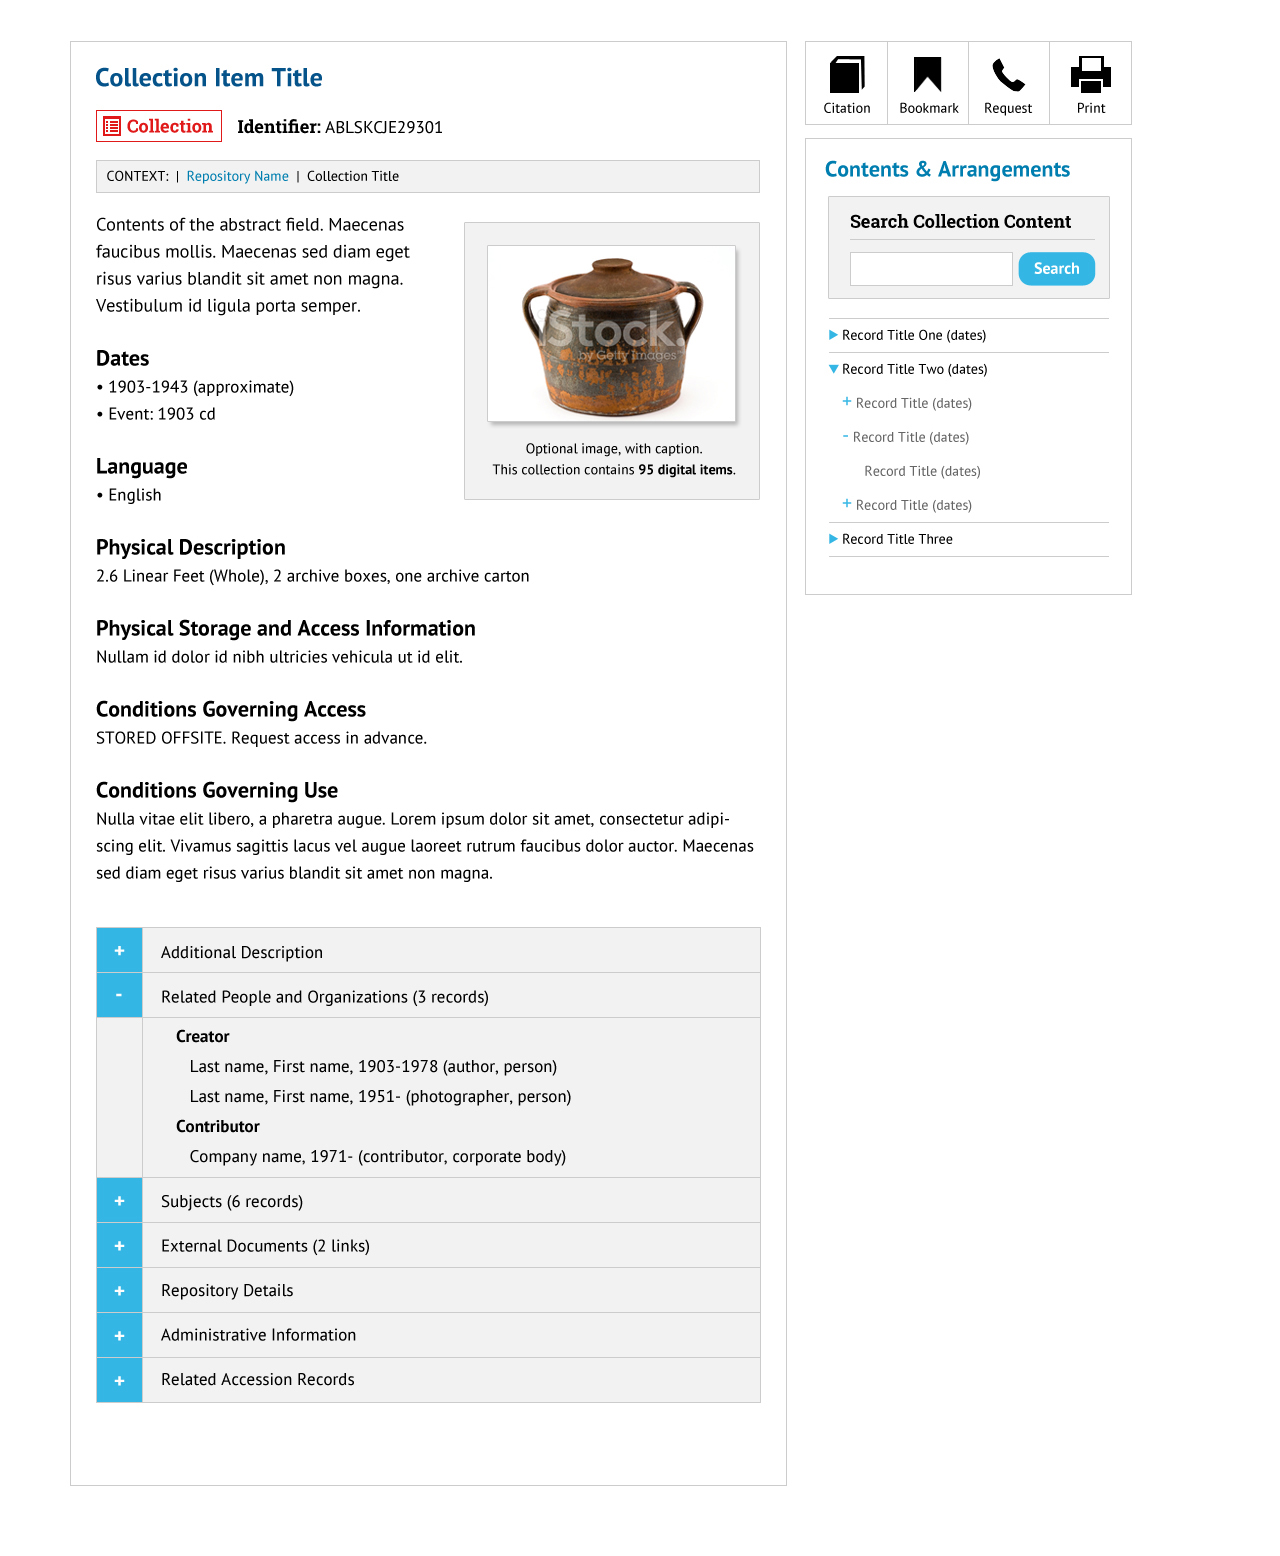 Collection Item Title
Collection
Identifier: ABLSKCJE29301
CONTEXT: | Repository Name | Collection Title
Contents of the abstract field. Maecenas
faucibus mollis. Maecenas sed diam eget
risus varius blandit sit amet non magna.
Vestibulum id ligula porta semper.
iStock.
by Getty Images™
Optional image, with caption.
This collection contains 95 digital items.
Dates
• 1903-1943 (approximate)
• Event: 1903 cd
Language
• English
Physical Description
2.6 Linear Feet (Whole), 2 archive boxes, one archive carton
Physical Storage and Access Information
Nullam id dolor id nibh ultricies vehicula ut id elit.
Conditions Governing Access
STORED OFFSITE. Request access in advance.
Conditions Governing Use
Nulla vitae elit libero, a pharetra augue. Lorem ipsum dolor sit amet, consectetur adipi-
scing elit. Vivamus sagittis lacus vel augue laoreet rutrum faucibus dolor auctor. Maecenas
sed diam eget risus varius blandit sit amet non magna.
+ Additional Description
- Related People and Organizations (3 records)
Creator
Last name, First name, 1903-1978 (author, person)
Last name, First name, 1951- (photographer, person)
Contributor
Company name, 1971- (contributor, corporate body)
+ Subjects (6 records)
+ External Documents (2 links)
+ Repository Details
+ Administrative Information
+ Related Accession Records
Citation
Bookmark
Request
Print
Contents & Arrangements
Search Collection Content
Search
Record Title One (dates)
Record Title Two (dates)
+ Record Title (dates)
- Record Title (dates)
Record Title (dates)
+ Record Title (dates)
Record Title Three